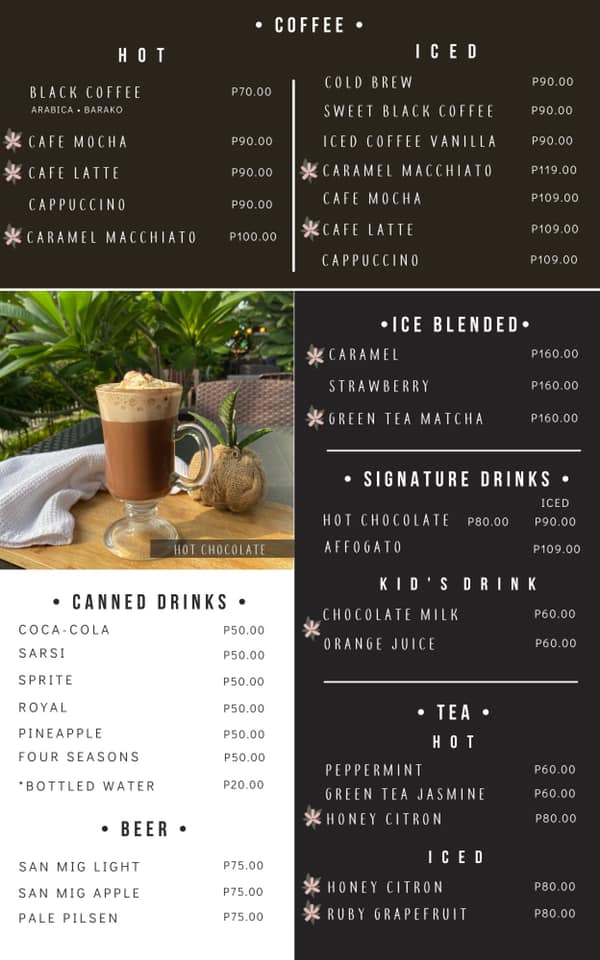 • COFFEE •
HOT
BLACK COFFEE P70.00
ARABICA • BARAKO
CAFE MOCHA P90.00
CAFE LATTE P90.00
CAPPUCCINO P90.00
CARAMEL MACCHIATO P100.00
ICED
COLD BREW P90.00
SWEET BLACK COFFEE P90.00
ICED COFFEE VANILLA P90.00
CARAMEL MACCHIATO P119.00
CAFE MOCHA P109.00
CAFE LATTE P109.00
CAPPUCCINO P109.00
HOT CHOCOLATE
• CANNED DRINKS •
COCA-COLA P50.00
SARSI P50.00
SPRITE P50.00
ROYAL P50.00
PINEAPPLE P50.00
FOUR SEASONS P50.00
*BOTTLED WATER P20.00
• BEER •
SAN MIG LIGHT P75.00
SAN MIG APPLE P75.00
PALE PILSEN P75.00
•ICE BLENDED•
CARAMEL P160.00
STRAWBERRY P160.00
GREEN TEA MATCHA P160.00
• SIGNATURE DRINKS •
ICED
HOT CHOCOLATE P80.00 P90.00
AFFOGATO P109.00
KID'S DRINK
CHOCOLATE MILK P60.00
ORANGE JUICE P60.00
• TEA •
HOT
PEPPERMINT P60.00
GREEN TEA JASMINE P60.00
HONEY CITRON P80.00
ICED
HONEY CITRON P80.00
RUBY GRAPEFRUIT P80.00